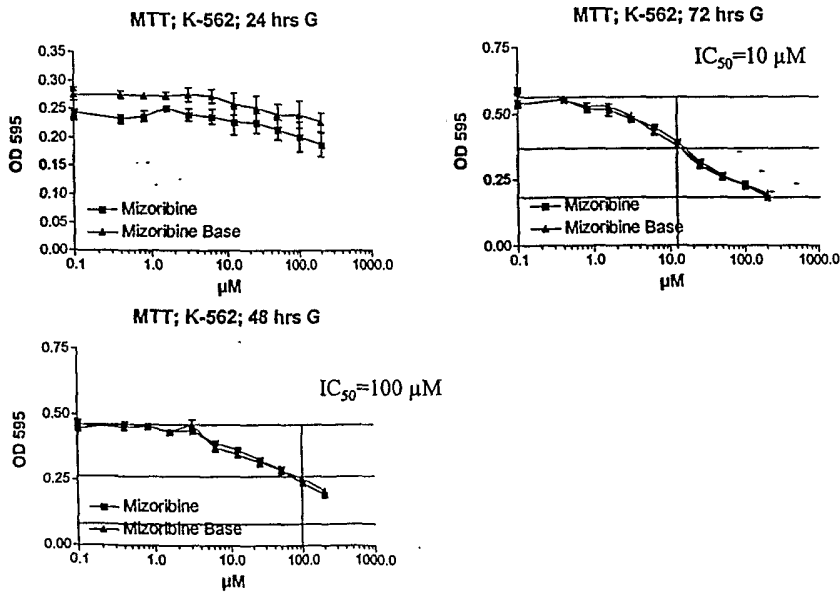 MTT; K-562; 24 hrs G
0.35
0.30
0.25
0.20
0.15
0.10
0.05
0.00
OD 595
Mizoribine
Mizoribine Base
0.1
1.0
10.0
100.0
1000.0
µM
MTT; K-562; 72 hrs G
IC50=10 µM
0.75
0.50
0.25
0.00
OD 595
Mizoribine
Mizoribine Base
0.1
1.0
10.0
100.0
1000.0
µM
MTT; K-562; 48 hrs G
IC50=100 µM
0.75
0.50
0.25
0.00
OD 595
Mizoribine
Mizoribine Base
0.1
1.0
10.0
100.0
1000.0
µM